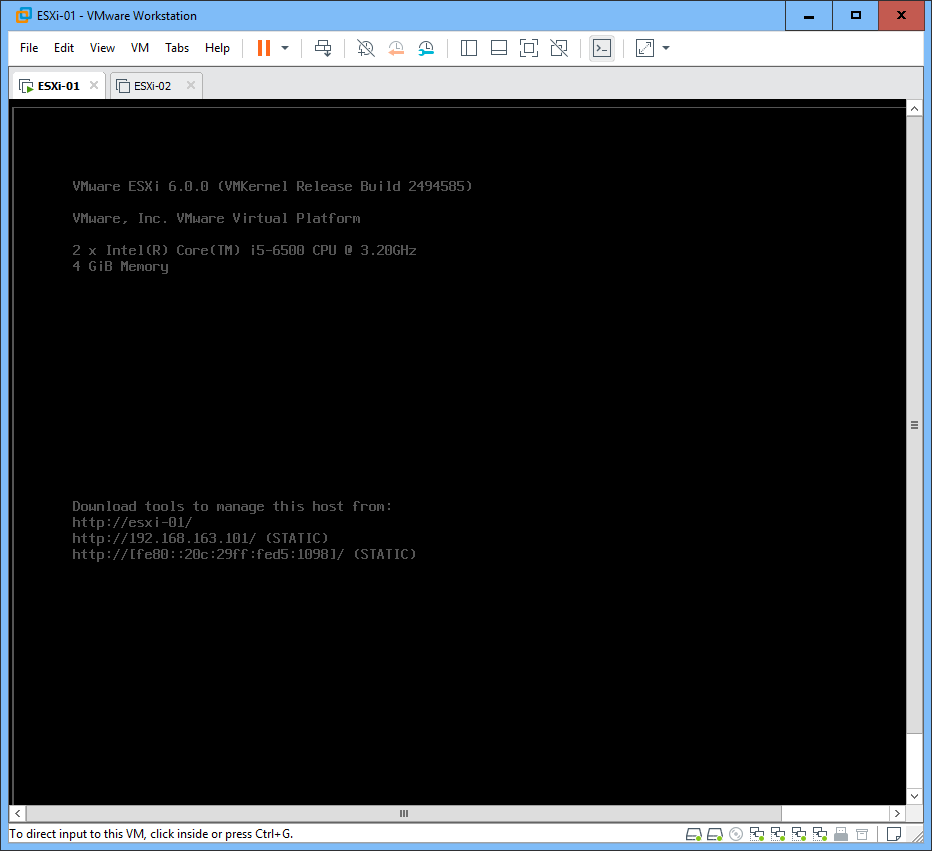 ESXi-01 - VMware Workstation
File Edit View VM Tabs Help
ESXi-01 ESXi-02
VMware ESXi 6.0.0 (VMKernel Release Build 2494585)
VMware, Inc. VMware Virtual Platform
2 x Intel(R) Core(TM) i5-6500 CPU @ 3.20GHz
4 GiB Memory
Download tools to manage this host from:
http://esxi-01/
http://192.168.163.101/ (STATIC)
http://[fe80::20c:29ff:fed5:1098]/ (STATIC)
To direct input to this VM, click inside or press Ctrl+G.